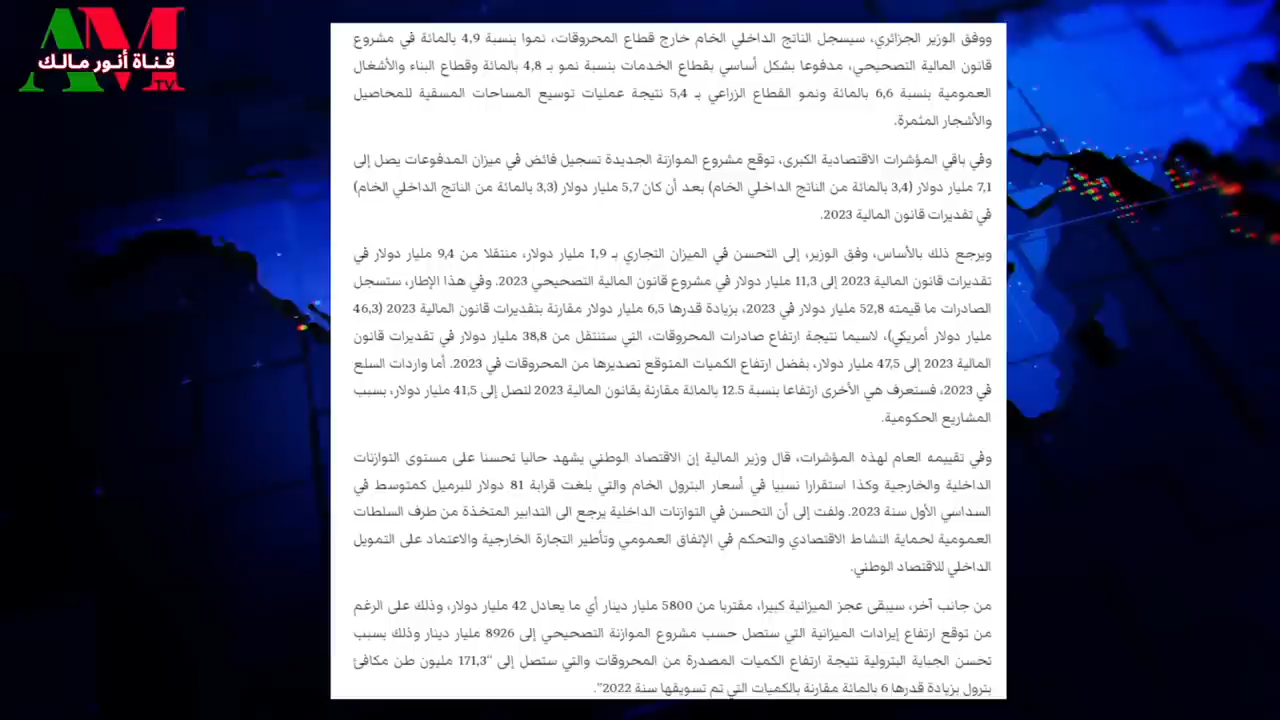 AM
قناة أنور مالك
TV
ووفق الوزير الجزائري، سيسجل الناتج الداخلي الخام خارج قطاع المحروقات، نموا بنسبة 4,9 بالمائة في مشروع
قانون المالية التصحيحي، مدفوعا بشكل أساسي بقطاع الخدمات بنسبة نمو بـ 4,8 بالمائة وقطاع البناء والأشغال
العمومية بنسبة 6,6 بالمائة ونمو القطاع الزراعي بـ 5,4 نتيجة عمليات توسيع المساحات المسقية للمحاصيل
والأشجار المثمرة.
وفي باقي المؤشرات الاقتصادية الكبرى، توقع مشروع الموازنة الجديدة تسجيل فائض في ميزان المدفوعات يصل إلى
7,1 مليار دولار (3,4 بالمائة من الناتج الداخلي الخام) بعد أن كان 5,7 مليار دولار (3,3 بالمائة من الناتج الداخلي الخام)
في تقديرات قانون المالية 2023.
ويرجع ذلك بالأساس، وفق الوزير، إلى التحسن في الميزان التجاري بـ 1,9 مليار دولار، منتقلا من 9,4 مليار دولار في
تقديرات قانون المالية 2023 إلى 11,3 مليار دولار في مشروع قانون المالية التصحيحي 2023. وفي هذا الإطار، ستسجل
الصادرات ما قيمته 52,8 مليار دولار في 2023، بزيادة قدرها 6,5 مليار دولار مقارنة بتقديرات قانون المالية 2023 (46,3
مليار دولار أمريكي)، لاسيما نتيجة ارتفاع صادرات المحروقات، التي ستنتقل من 38,8 مليار دولار في تقديرات قانون
المالية 2023 إلى 47,5 مليار دولار، بفضل ارتفاع الكميات المتوقع تصديرها من المحروقات في 2023. أما واردات السلع
في 2023، فستعرف هي الأخرى ارتفاعا بنسبة 12.5 بالمائة مقارنة بقانون المالية 2023 لتصل إلى 41,5 مليار دولار، بسبب
المشاريع الحكومية.
وفي تقييمه العام لهذه المؤشرات، قال وزير المالية إن الاقتصاد الوطني يشهد حاليا تحسنا على مستوى التوازنات
الداخلية والخارجية وكذا استقرارا نسبيا في أسعار البترول الخام والتي بلغت قرابة 81 دولار للبرميل كمتوسط في
السداسي الأول سنة 2023. ولفت إلى أن التحسن في التوازنات الداخلية يرجع الى التدابير المتخذة من طرف السلطات
العمومية لحماية النشاط الاقتصادي والتحكم في الإنفاق العمومي وتأطير التجارة الخارجية والاعتماد على التمويل
الداخلي للاقتصاد الوطني.
من جانب آخر، سيبقى عجز الميزانية كبيرا، مقتربا من 5800 مليار دينار أي ما يعادل 42 مليار دولار، وذلك على الرغم
من توقع ارتفاع إيرادات الميزانية التي ستصل حسب مشروع الموازنة التصحيحي إلى 8926 مليار دينار وذلك بسبب
تحسن الجباية البترولية نتيجة ارتفاع الكميات المصدرة من المحروقات والتي ستصل إلى “171,3 مليون طن مكافئ
بترول بزيادة قدرها 6 بالمائة مقارنة بالكميات التي تم تسويقها سنة 2022”.